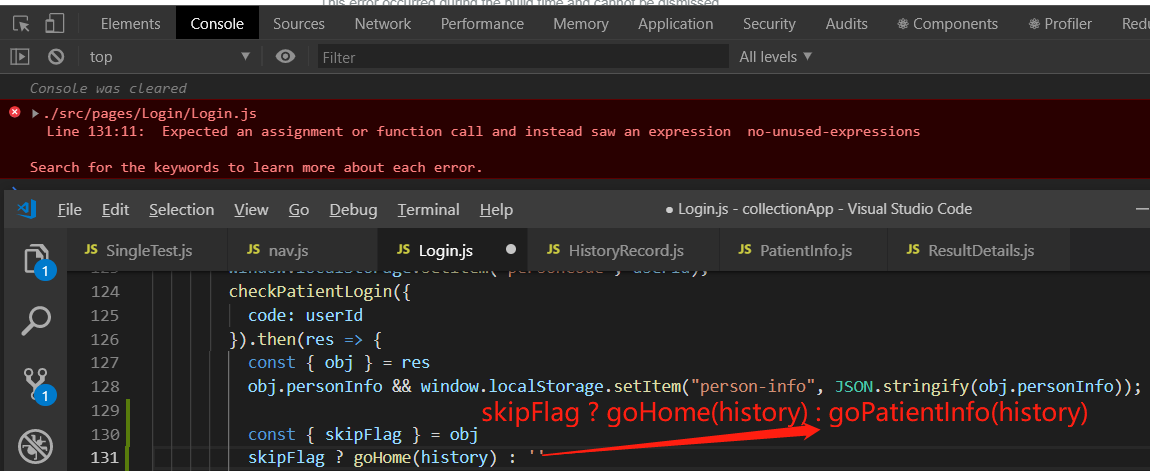 This error occurred during the build time and cannot be dismissed.
Elements Console Sources Network Performance Memory Application Security Audits Components Profiler
top Filter All levels
Console was cleared
./src/pages/Login/Login.js
Line 131:11: Expected an assignment or function call and instead saw an expression no-unused-expressions
Search for the keywords to learn more about each error.
File Edit Selection View Go Debug Terminal Help ● Login.js - collectionApp - Visual Studio Code
JS SingleTest.js JS nav.js JS Login.js JS HistoryRecord.js JS PatientInfo.js JS ResultDetails.js
1
124 checkPatientLogin({
125 code: userId
126 }).then(res => {
127 const { obj } = res
128 obj.personInfo && window.localStorage.setItem("person-info", JSON.stringify(obj.personInfo));
1
129
skipFlag ? goHome(history) : goPatientInfo(history)
130 const { skipFlag } = obj
131 skipFlag ? goHome(history) : ''